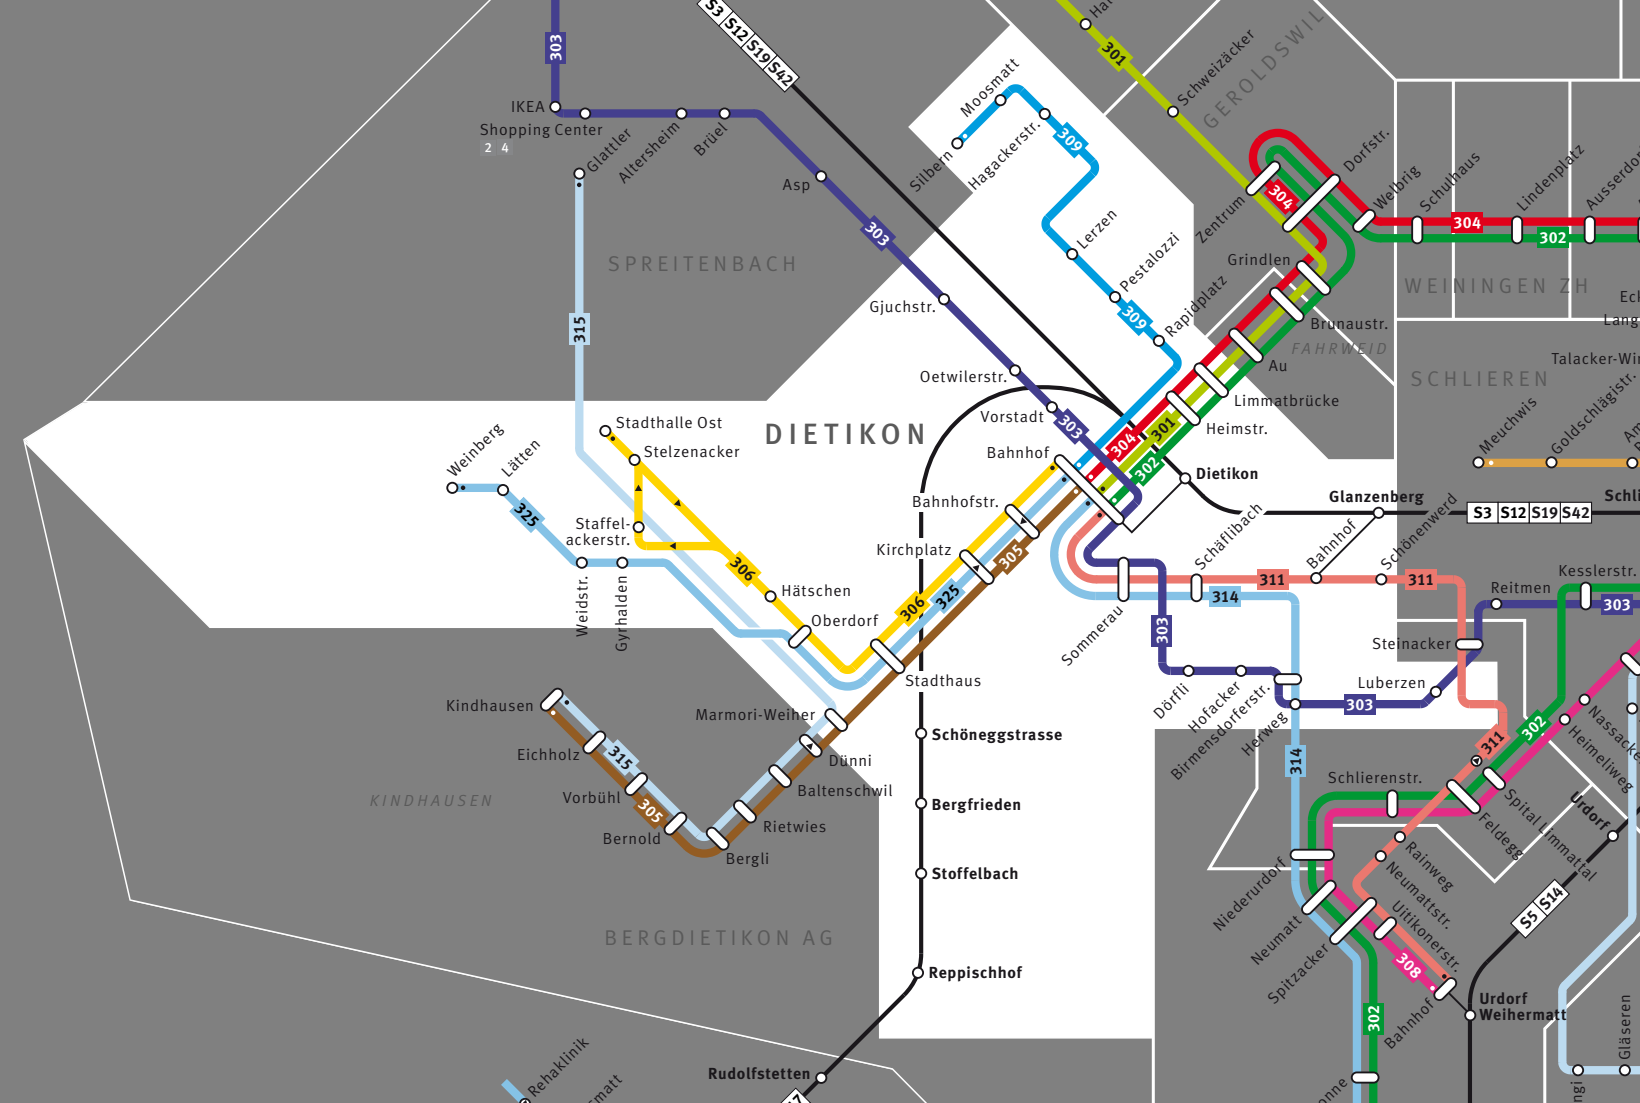 S3 S12 S19 S42
303
301
Schweizäcker
GEROLDSWIL
IKEA
Shopping Center
2 4
Glattler
Altersheim
Brüel
Asp
303
Moosmatt
Silbern
Hagackerstr.
309
Lerzen
Pestalozzi
309
Rapidplatz
Zentrum
304
Dorfstr.
Welbrig
Schulhaus
Lindenplatz
304
302
Grindlen
Brunaustr.
FAHRWEID
WEININGEN ZH
SPREITENBACH
315
Gjuchstr.
Oetwilerstr.
Vorstadt
303
Au
Limmatbrücke
Heimstr.
SCHLIEREN
Meuchwis
Goldschlägistr.
Stadthalle Ost
Stelzenacker
DIETIKON
Weinberg
Lätten
325
Staffel-
ackerstr.
Weidstr.
Gyrhalden
306
Hätschen
Oberdorf
Bahnhof
304
301
302
Dietikon
Bahnhofstr.
Kirchplatz
305
306
325
Stadthaus
Glanzenberg
S3 S12 S19 S42
Schäflibach
Bahnhof
Schönenwerd
311
311
314
Sommerau
303
Reitmen
Kesslerstr.
303
Steinacker
Dörfli
Hofacker
Birmensdorferstr.
Herweg
Luberzen
303
Kindhausen
Eichholz
315
Vorbühl
305
Bernold
Bergli
Rietwies
Baltenschwil
Dünni
Marmori-Weiher
KINDHAUSEN
BERGDIETIKON AG
Schöneggstrasse
Bergfrieden
Stoffelbach
Reppischhof
Rudolfstetten
314
311
302
Nassacker
Heimeliweg
Schlierenstr.
Spital Limmattal
Feldegg
Urdorf
S5 S14
Niederurdorf
Neumatt
Spitzacker
Rainweg
Neumattstr.
Uitikonerstr.
308
Bahnhof
Urdorf
Weihermatt
302
Gläseren
Rehaklinik